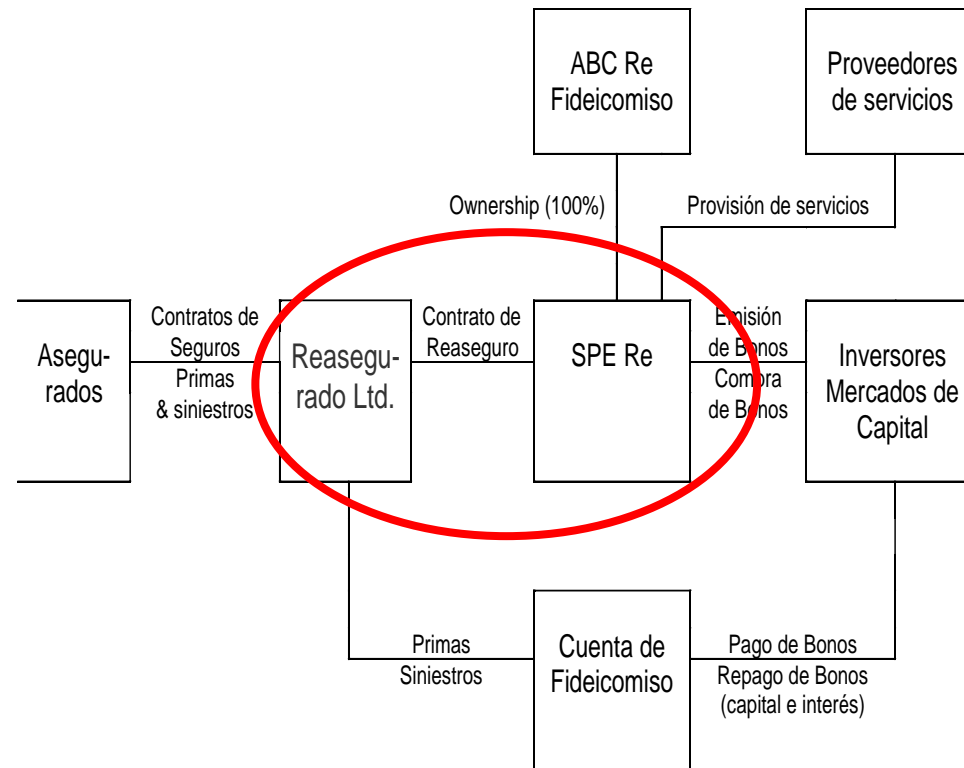 ABC Re
Fideicomiso
Proveedores
de servicios
Ownership (100%)
Provisión de servicios
Asegu-
rados
Contratos de
Seguros
Primas
& siniestros
Reasegu-
rado Ltd.
Contrato de
Reaseguro
SPE Re
Emisión
de Bonos
Compra
de Bonos
Inversores
Mercados de
Capital
Primas
Siniestros
Cuenta de
Fideicomiso
Pago de Bonos
Repago de Bonos
(capital e interés)